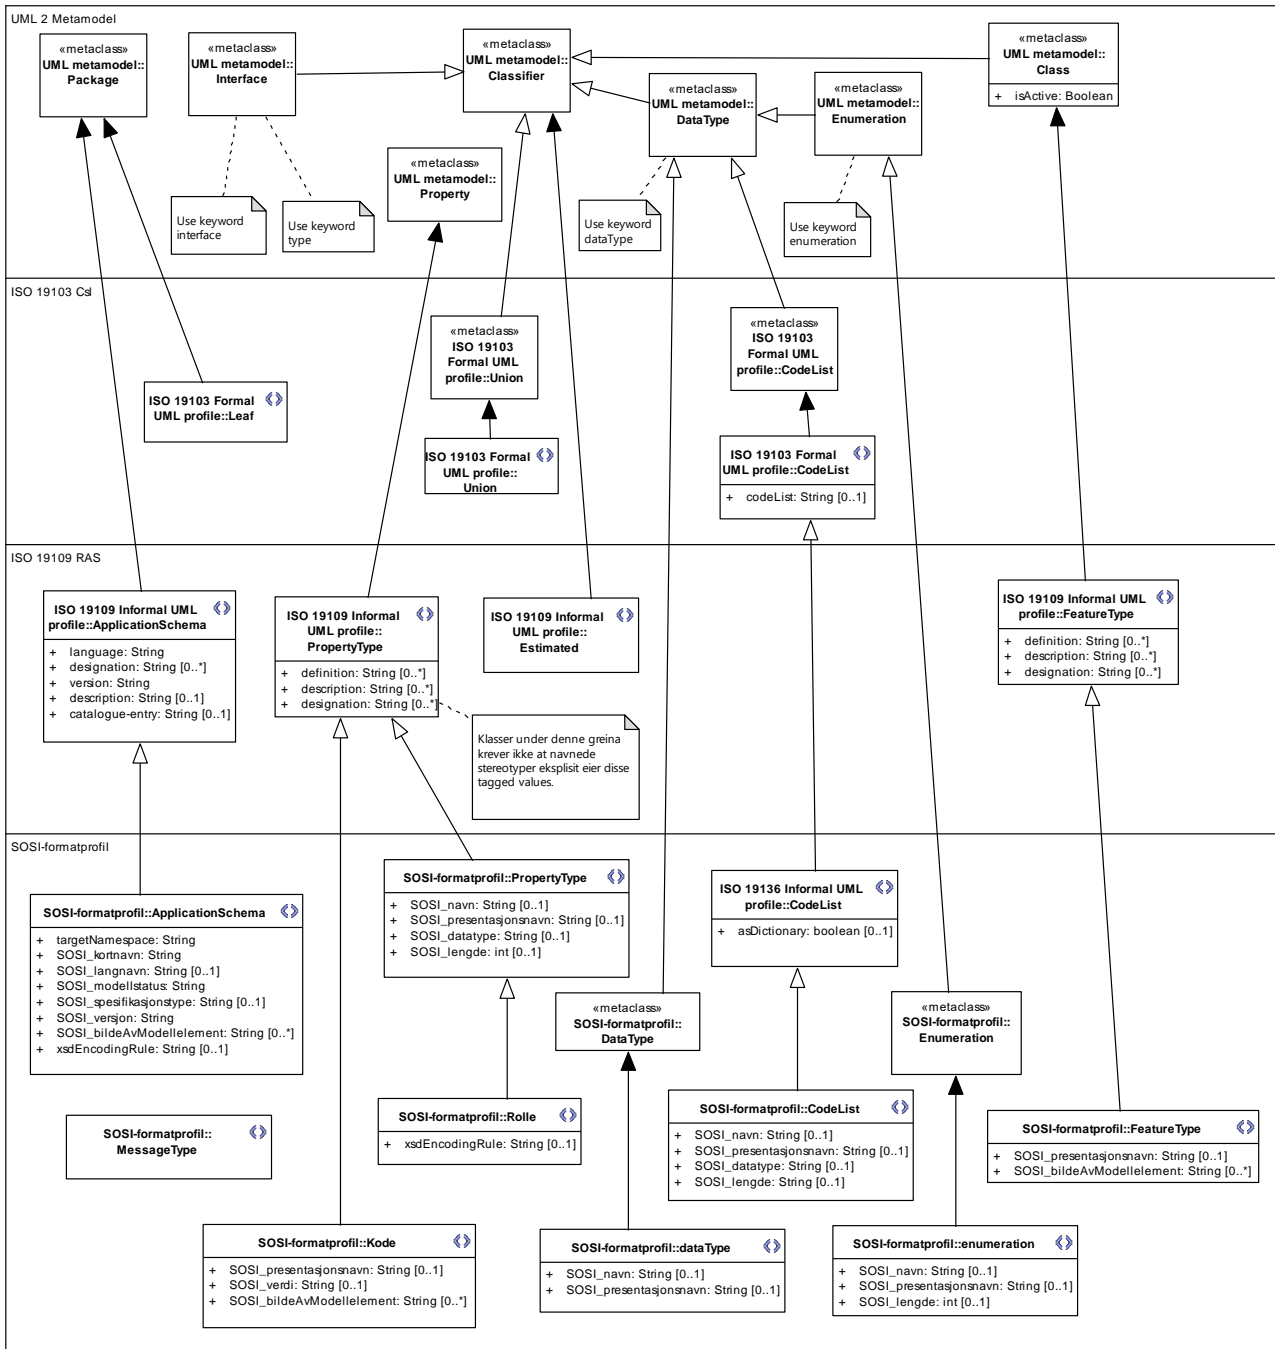 UML 2 Metamodel
«metaclass»
UML metamodel::
Package
«metaclass»
UML metamodel::
Interface
«metaclass»
UML metamodel::
Classifier
«metaclass»
UML metamodel::
DataType
«metaclass»
UML metamodel::
Enumeration
«metaclass»
UML metamodel::
Class
+ isActive: Boolean
«metaclass»
UML metamodel::
Property
Use keyword
interface
Use keyword
type
Use keyword
dataType
Use keyword
enumeration
ISO 19103 Csl
«metaclass»
ISO 19103
Formal UML
profile::Union
«metaclass»
ISO 19103
Formal UML
profile::CodeList
ISO 19103 Formal
UML profile::Leaf
ISO 19103 Formal
UML profile::
Union
ISO 19103 Formal
UML profile::CodeList
+ codeList: String [0..1]
ISO 19109 RAS
ISO 19109 Informal UML
profile::ApplicationSchema
+ language: String
+ designation: String [0..*]
+ version: String
+ description: String [0..1]
+ catalogue-entry: String [0..1]
ISO 19109 Informal
UML profile::
PropertyType
+ definition: String [0..*]
+ description: String [0..*]
+ designation: String [0..*]
ISO 19109 Informal
UML profile::
Estimated
ISO 19109 Informal UML
profile::FeatureType
+ definition: String [0..*]
+ description: String [0..*]
+ designation: String [0..*]
Klasser under denne greina
krever ikke at navnede
stereotyper eksplisit eier disse
tagged values.
SOSI-formatprofil
SOSI-formatprofil::ApplicationSchema
+ targetNamespace: String
+ SOSI_kortnavn: String
+ SOSI_langnavn: String [0..1]
+ SOSI_modellstatus: String
+ SOSI_spesifikasjonstype: String [0..1]
+ SOSI_versjon: String
+ SOSI_bildeAvModellelement: String [0..*]
+ xsdEncodingRule: String [0..1]
SOSI-formatprofil::PropertyType
+ SOSI_navn: String [0..1]
+ SOSI_presentasjonsnavn: String [0..1]
+ SOSI_datatype: String [0..1]
+ SOSI_lengde: int [0..1]
ISO 19136 Informal UML
profile::CodeList
+ asDictionary: boolean [0..1]
«metaclass»
SOSI-formatprofil::
DataType
«metaclass»
SOSI-formatprofil::
Enumeration
SOSI-formatprofil::
MessageType
SOSI-formatprofil::Rolle
+ xsdEncodingRule: String [0..1]
SOSI-formatprofil::CodeList
+ SOSI_navn: String [0..1]
+ SOSI_presentasjonsnavn: String [0..1]
+ SOSI_datatype: String [0..1]
+ SOSI_lengde: String [0..1]
SOSI-formatprofil::FeatureType
+ SOSI_presentasjonsnavn: String [0..1]
+ SOSI_bildeAvModellelement: String [0..*]
SOSI-formatprofil::Kode
+ SOSI_presentasjonsnavn: String [0..1]
+ SOSI_verdi: String [0..1]
+ SOSI_bildeAvModellelement: String [0..*]
SOSI-formatprofil::dataType
+ SOSI_navn: String [0..1]
+ SOSI_presentasjonsnavn: String [0..1]
SOSI-formatprofil::enumeration
+ SOSI_navn: String [0..1]
+ SOSI_presentasjonsnavn: String [0..1]
+ SOSI_lengde: int [0..1]